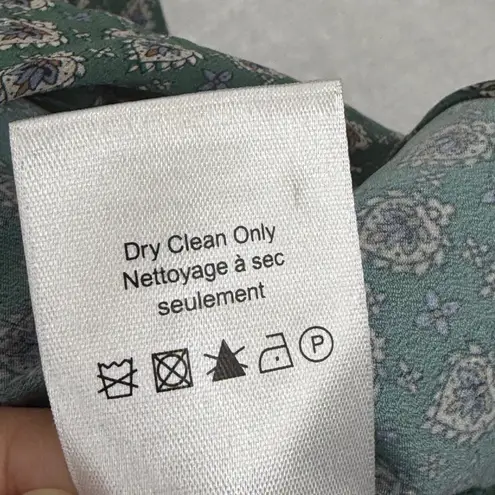 Dry Clean Only
Nettoyage à sec
seulement
P